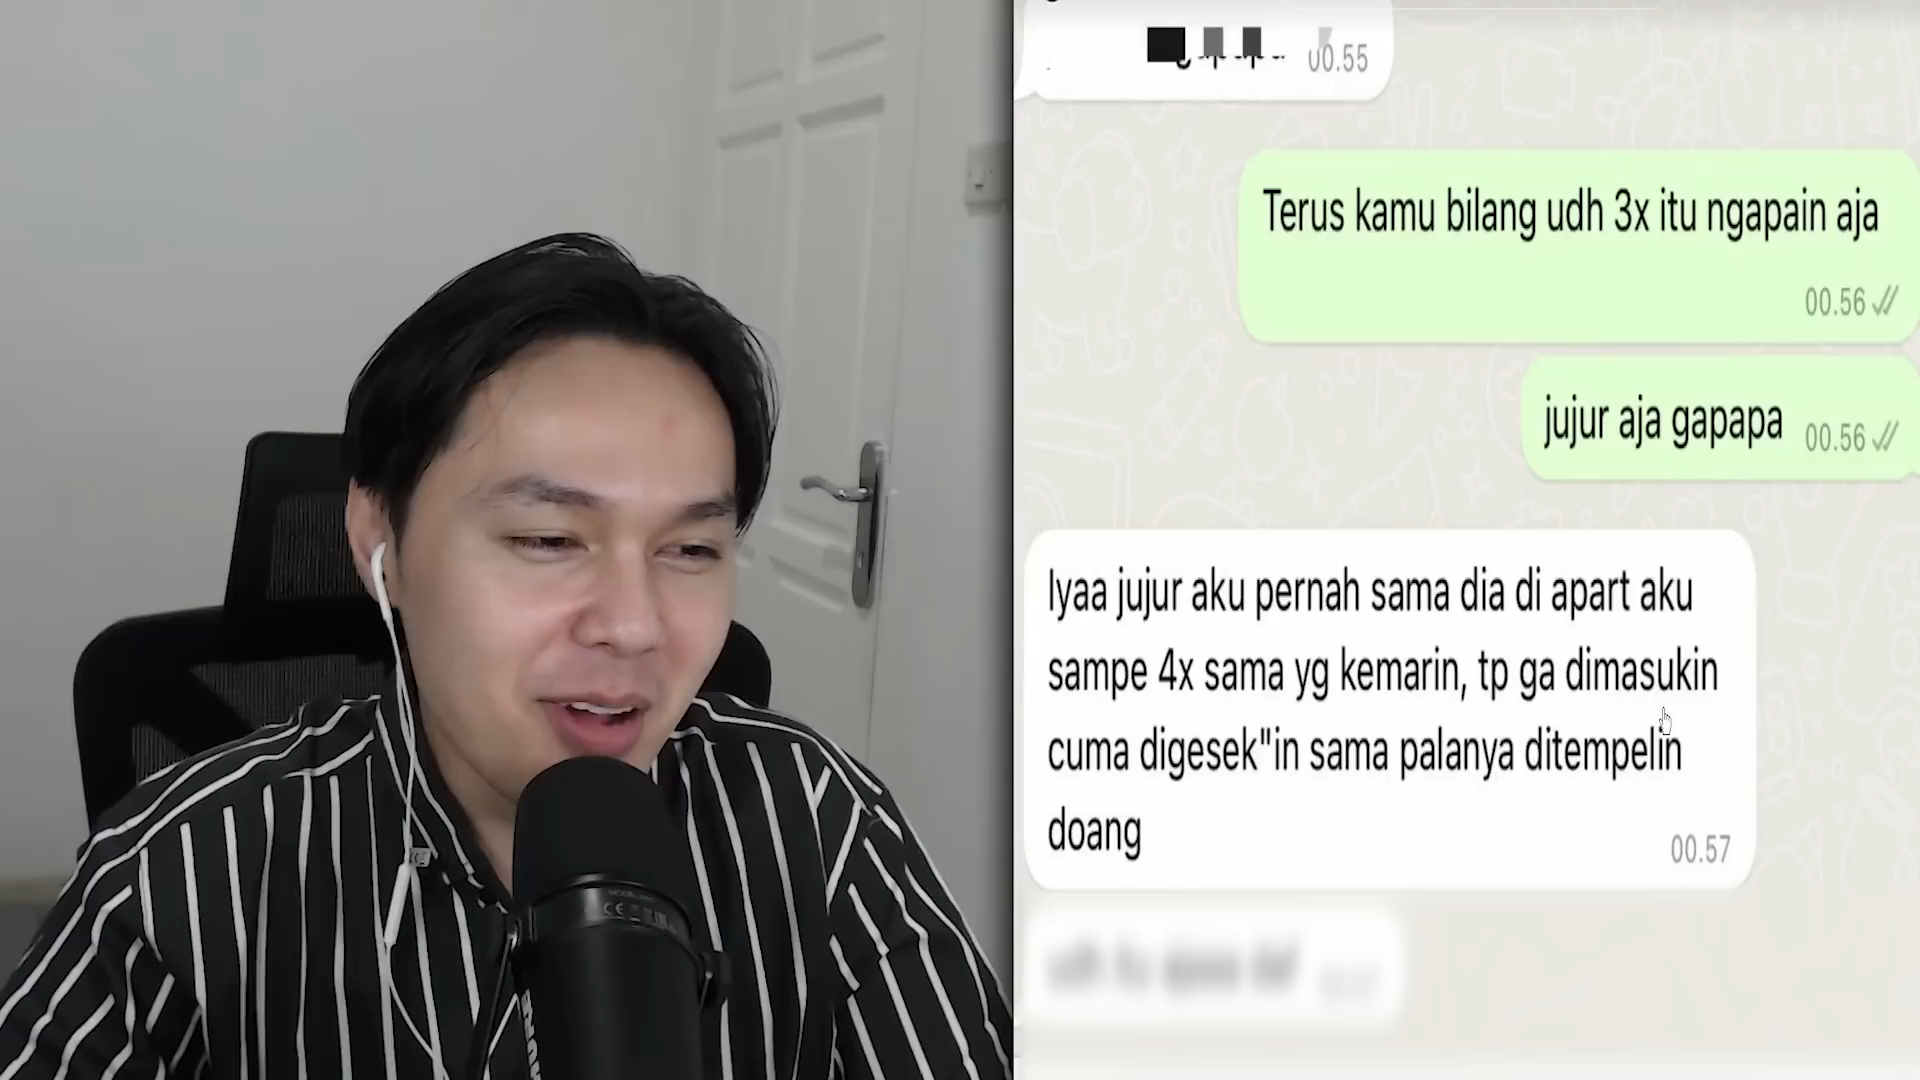 00.55
Terus kamu bilang udh 3x itu ngapain aja
00.56
jujur aja gapapa 00.56
Iyaa jujur aku pernah sama dia di apart aku
sampe 4x sama yg kemarin, tp ga dimasukin
cuma digesek"in sama palanya ditempelin
doang
00.57